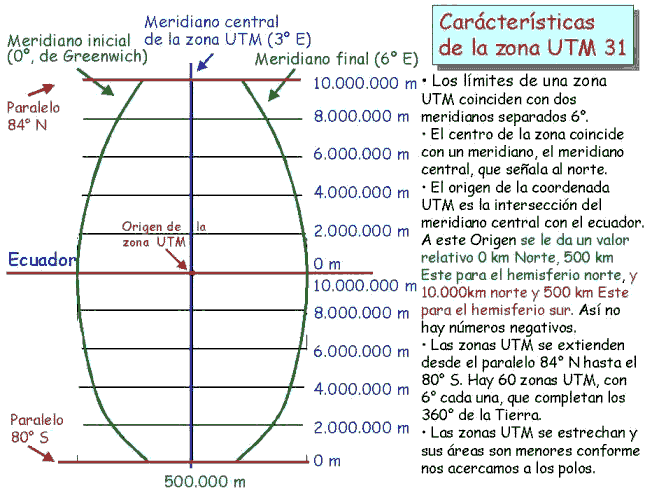 Carácterísticas
de la zona UTM 31
Meridiano central
de la zona UTM (3° E)
Meridiano inicial
(0°, de Greenwich)
Meridiano final (6° E)
Paralelo
84° N
10.000.000 m
8.000.000 m
6.000.000 m
4.000.000 m
2.000.000 m
0 m
Origen de la
zona UTM
Ecuador
10.000.000 m
8.000.000 m
6.000.000 m
4.000.000 m
2.000.000 m
0 m
Paralelo
80° S
500.000 m
• Los límites de una zona
UTM coinciden con dos
meridianos separados 6°.
• El centro de la zona coincide
con un meridiano, el meridiano
central, que señala al norte.
• El origen de la coordenada
UTM es la intersección del
meridiano central con el ecuador.
A este Origen se le da un valor
relativo 0 km Norte, 500 km
Este para el hemisferio norte, y
10.000km norte y 500 km Este
para el hemisferio sur. Así no
hay números negativos.
• Las zonas UTM se extienden
desde el paralelo 84° N hasta el
80° S. Hay 60 zonas UTM, con
6° cada una, que completan los
360° de la Tierra.
• Las zonas UTM se estrechan y
sus áreas son menores conforme
nos acercamos a los polos.